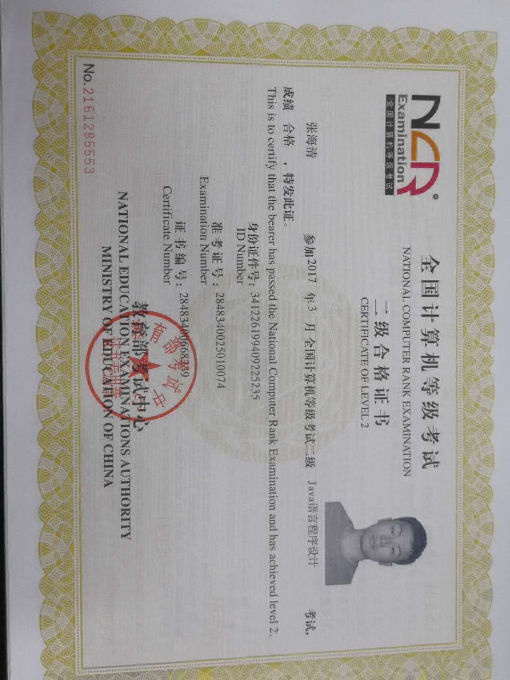 NCR
Examination
全国计算机等级考试
全国计算机等级考试
NATIONAL COMPUTER RANK EXAMINATION
二级合格证书
CERTIFICATE OF LEVEL 2
张海清 参加2017 年 3 月全国计算机等级考试二级 Java语言程序设计 考试,
成绩 合格 ,特发此证。
This is to certify that the bearer has passed the National Computer Rank Examination and has achieved level 2.
身份证件号: 341226199409225235
ID Number
准考证号: 2848340025010074
Examination Number
证书编号:
Certificate Number
教育部考试中心
NATIONAL EDUCATION EXAMINATIONS AUTHORITY
MINISTRY OF EDUCATION OF CHINA
No.2161285553